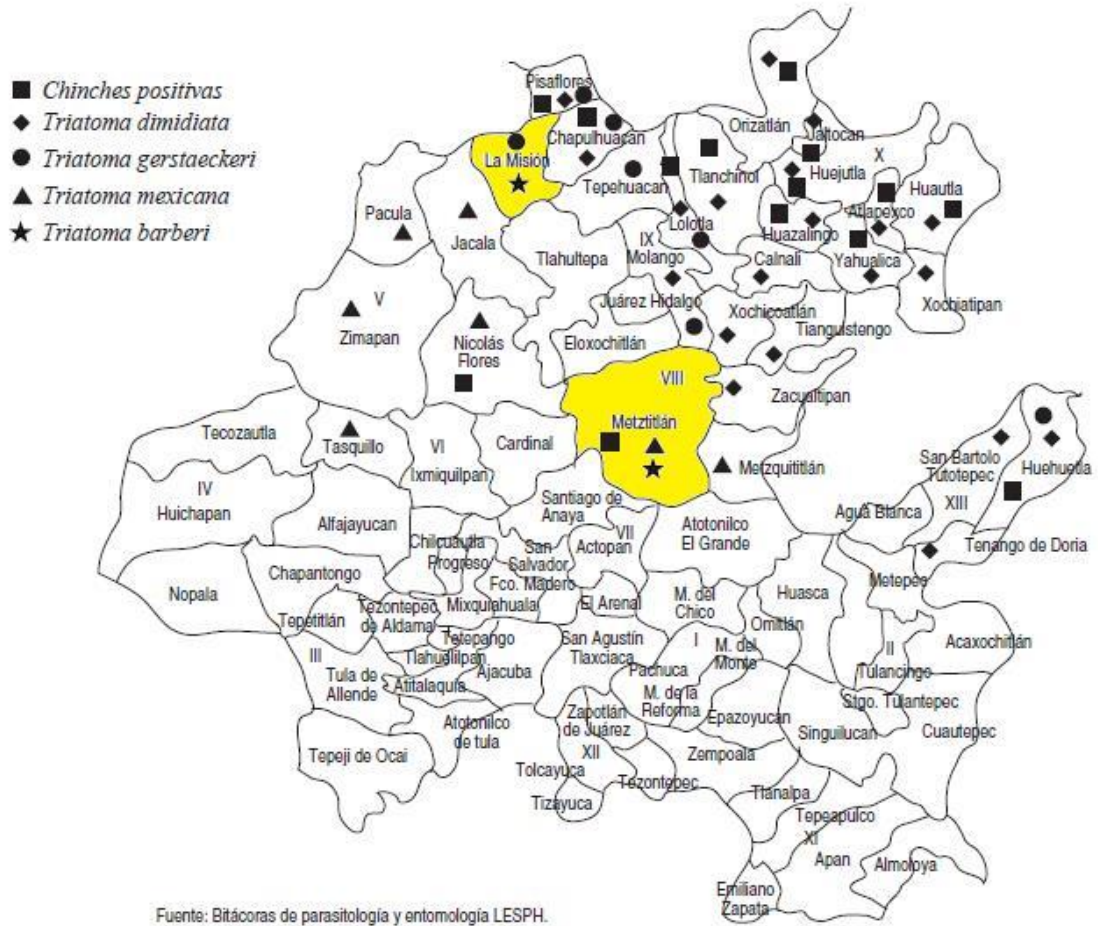 Chinches positivas
Triatoma dimidiata
Triatoma gerstaeckeri
Triatoma mexicana
Triatoma barberi
Pisaflores
Chapulhuacán
La Misión
Tepehuacan
Orizatlán
Jaltocan
Tlanchinol
Huejutla
X
Huautla
Atlapexco
Huazalingo
Lolotla
Yahualica
Calnali
Xochiatipan
Pacula
Jacala
Tlahultepa
IX
Molango
Juárez Hidalgo
Xochicoatlán
Tianguistengo
Eloxochitlán
V
Zimapan
Nicolás
Flores
VIII
Metztitlán
Zacualtipan
Metzquititlán
Tecozautla
Tasquillo
VI
Ixmiquilpan
Cardinal
San Bartolo
Tutotepec
Huehuetla
XIII
Agua Blanca
Tenango de Doria
IV
Huichapan
Alfajayucan
Santiago de
Anaya
VII
Actopan
Atotonilco
El Grande
Chilcuautla
Progreso
San
Salvador
Fco. Madero
Nopala
Chapantongo
Mixquiahuala
El Arenal
M. del
Chico
Huasca
Omitlán
Metepec
Acaxochitlán
Tepetitlán
Tezontepec
de Aldama
Tetepango
San Agustín
Tlaxciaca
I
M. del
Monte
Pachuca
II
Tulancingo
III
Tula de
Allende
Tlahuelilpan
Atitalaquia
Ajacuba
M. de la
Reforma
Epazoyucan
Stgo. Tulantepec
Singuilucan
Cuautepec
Atotonilco
de tula
Zapotlán
de Juárez
XII
Zempoala
Tepeji de Ocai
Tolcayuca
Tezontepec
Tizayuca
Tlanalpa
Tepeapulco
XI
Apan
Almoloya
Emiliano
Zapata
Fuente: Bitácoras de parasitología y entomología LESPH.